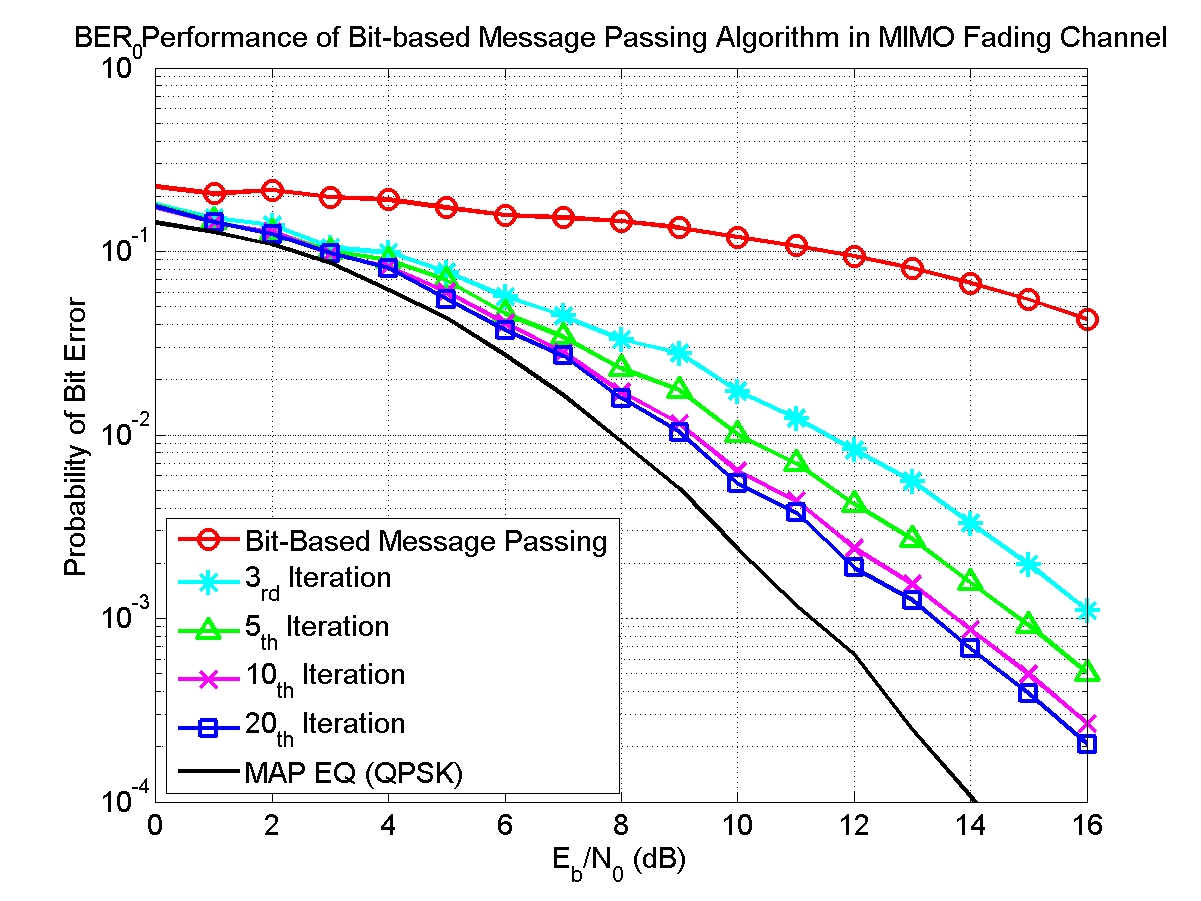 BER0Performance of Bit-based Message Passing Algorithm in MIMO Fading Channel
10^0
10^-1
10^-2
10^-3
10^-4
Probability of Bit Error
Bit-Based Message Passing
3rd Iteration
5th Iteration
10th Iteration
20th Iteration
MAP EQ (QPSK)
0 2 4 6 8 10 12 14 16
Eb/N0 (dB)